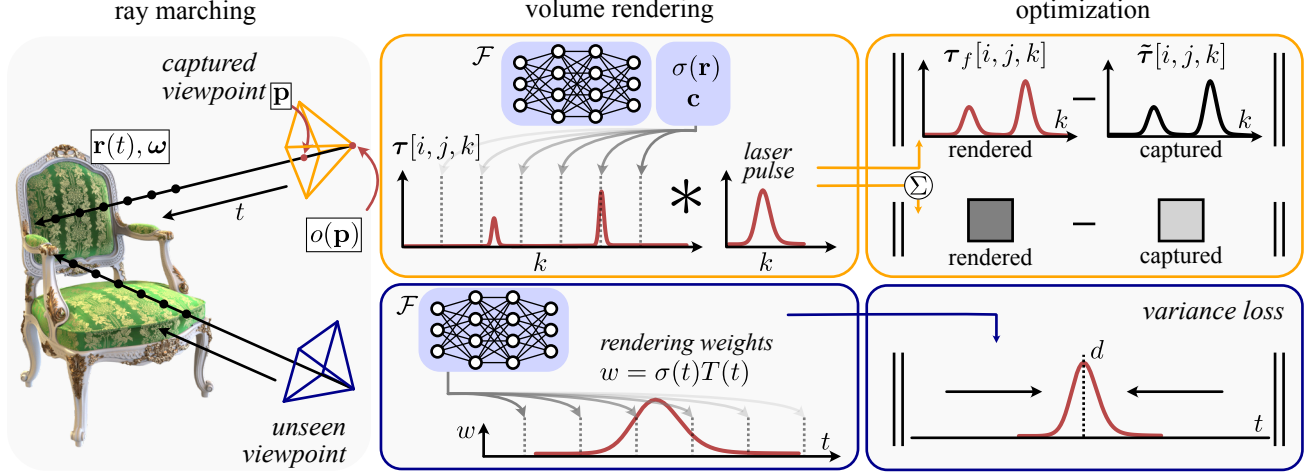 ray marching
volume rendering
optimization
captured
viewpoint
p
r(t), ω
t
o(p)
unseen
viewpoint
F
σ(r)
c
τ[i, j, k]
k
*
laser
pulse
k
τ_f[i, j, k]
−
τ̃[i, j, k]
k
k
rendered
captured
Σ
−
rendered
captured
F
rendering weights
w = σ(t)T(t)
w
t
variance loss
d
t